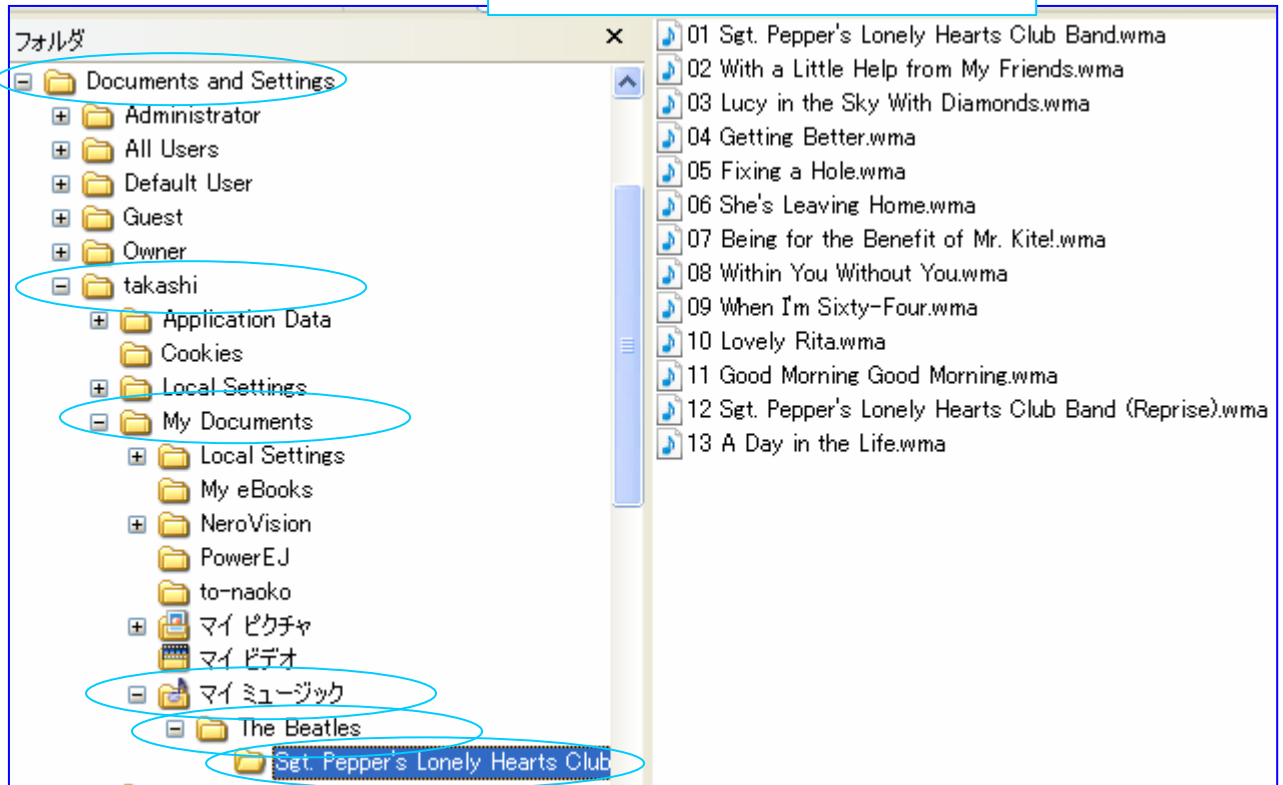 フォルダ
Documents and Settings
Administrator
All Users
Default User
Guest
Owner
takashi
Application Data
Cookies
Local Settings
My Documents
Local Settings
My eBooks
NeroVision
PowerEJ
to-naoko
マイ ピクチャ
マイ ビデオ
マイ ミュージック
The Beatles
Sgt. Pepper's Lonely Hearts Club
01 Sgt. Pepper's Lonely Hearts Club Band.wma
02 With a Little Help from My Friends.wma
03 Lucy in the Sky With Diamonds.wma
04 Getting Better.wma
05 Fixing a Hole.wma
06 She's Leaving Home.wma
07 Being for the Benefit of Mr. Kite!.wma
08 Within You Without You.wma
09 When I'm Sixty-Four.wma
10 Lovely Rita.wma
11 Good Morning Good Morning.wma
12 Sgt. Pepper's Lonely Hearts Club Band (Reprise).wma
13 A Day in the Life.wma